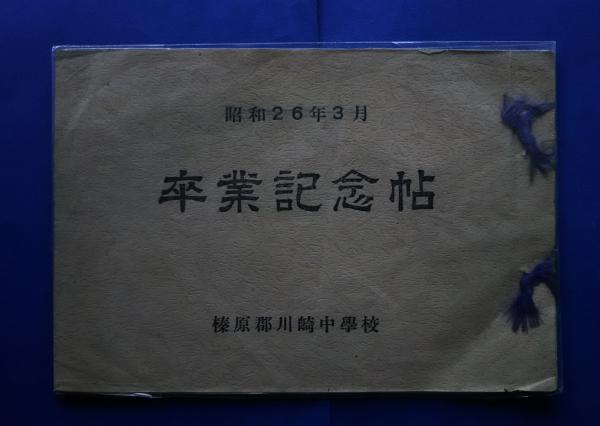 昭和２６年３月
卒業記念帖
榛原郡川崎中學校